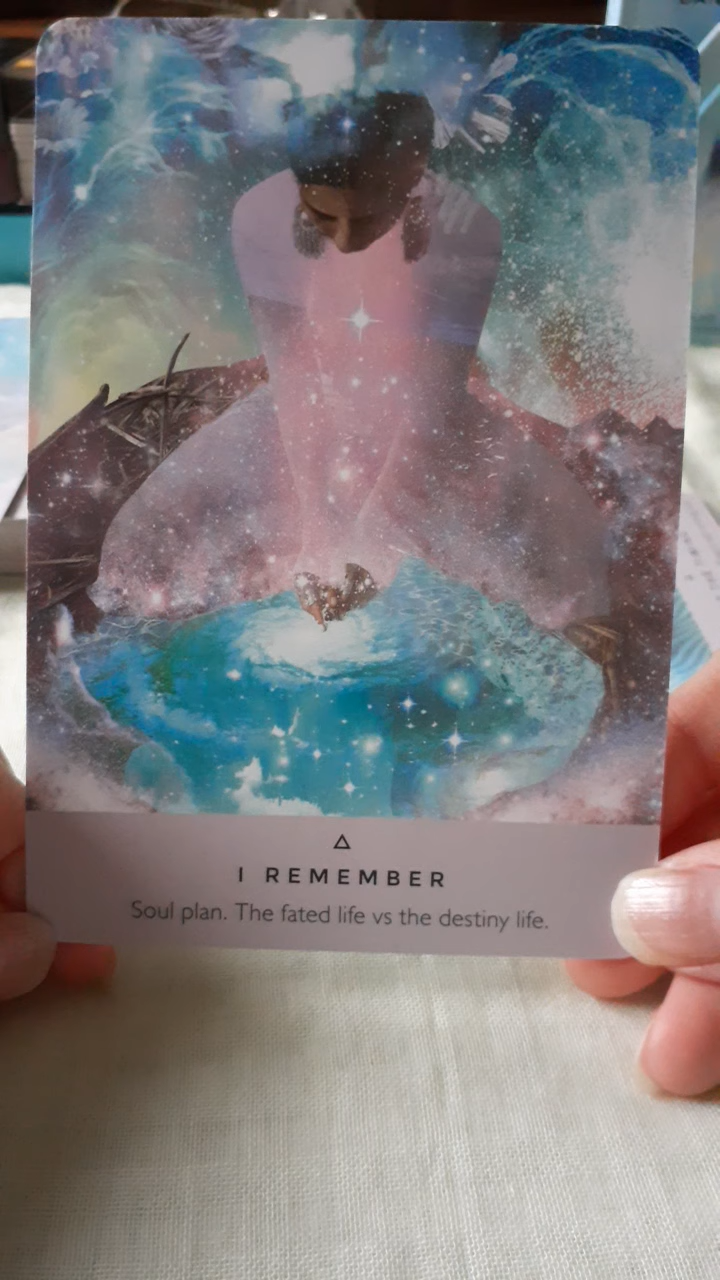 I REMEMBER
Soul plan. The fated life vs the destiny life.